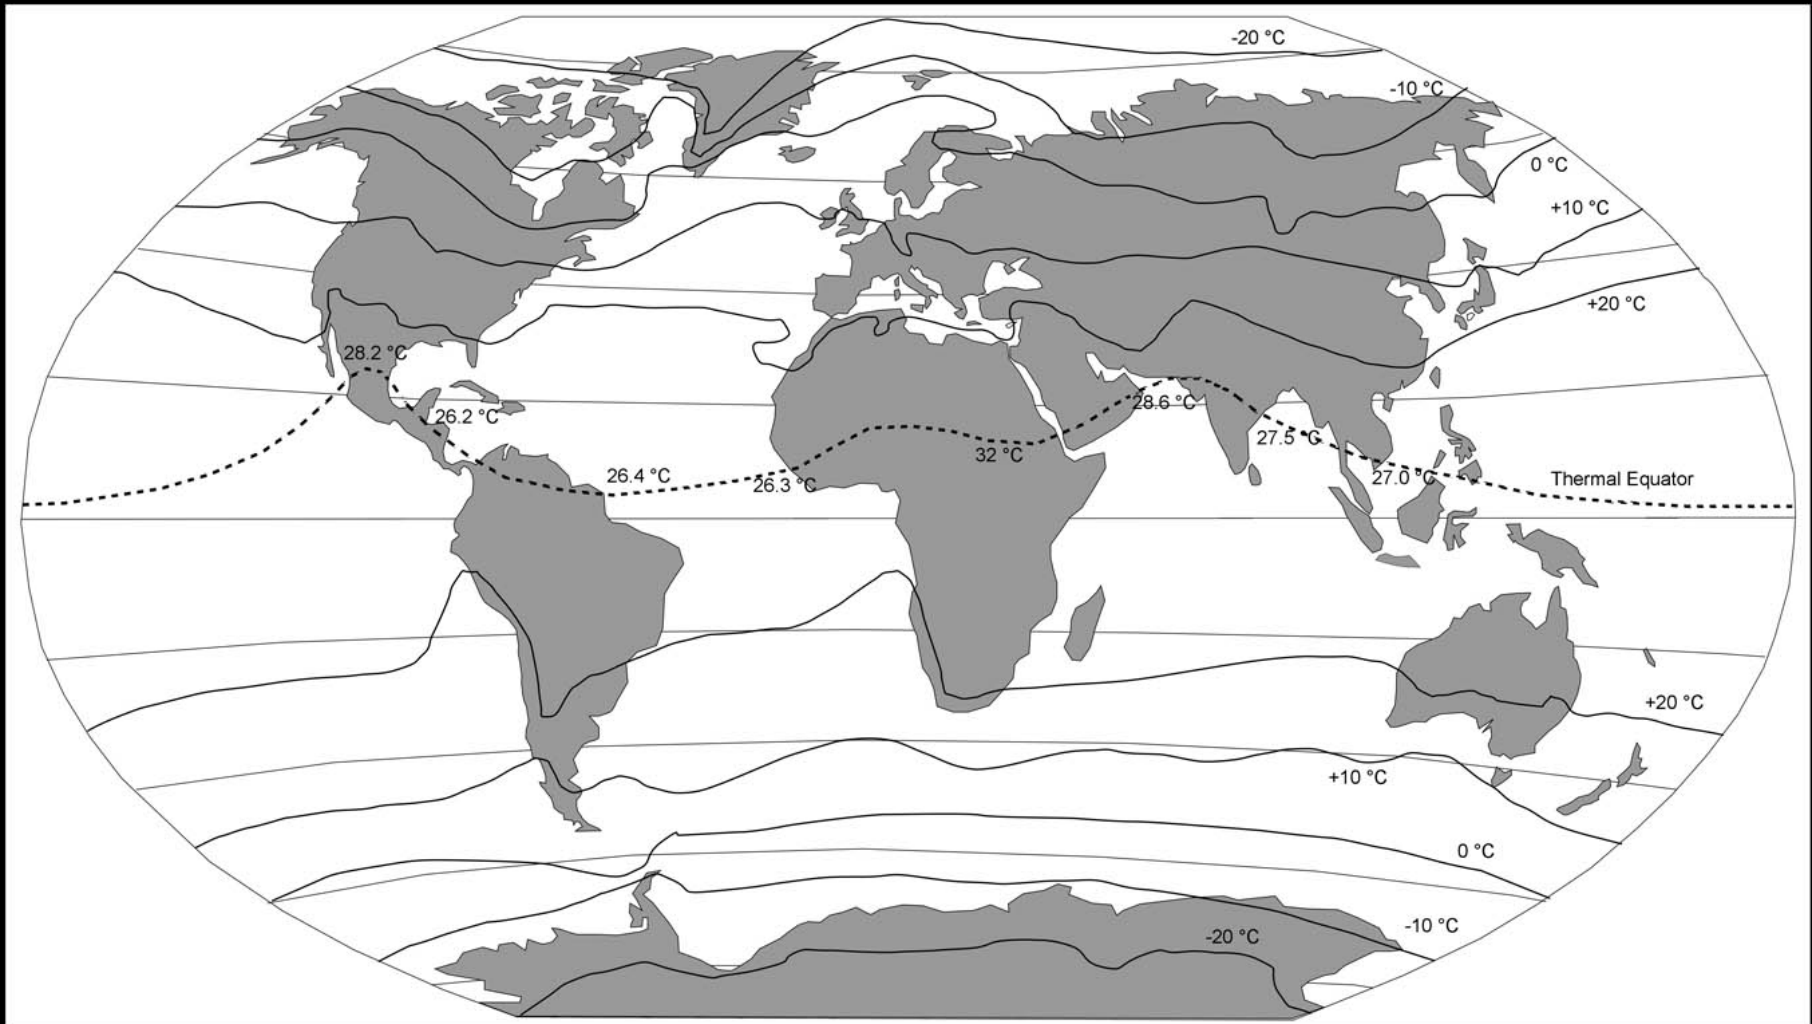 -20 °C
-10 °C
0 °C
+10 °C
+20 °C
28.2 °C
26.2 °C
28.6 °C
27.5 °C
32 °C
26.4 °C
26.3 °C
27.0 °C
Thermal Equator
+20 °C
+10 °C
0 °C
-10 °C
-20 °C